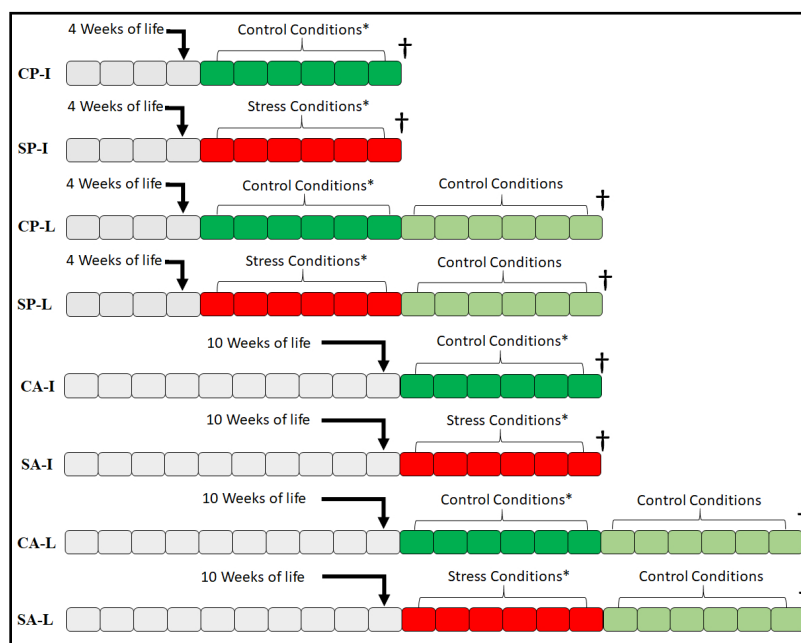 4 Weeks of life Control Conditions* †
CP-I
4 Weeks of life Stress Conditions* †
SP-I
4 Weeks of life Control Conditions* Control Conditions †
CP-L
4 Weeks of life Stress Conditions* Control Conditions †
SP-L
10 Weeks of life Control Conditions* †
CA-I
10 Weeks of life Stress Conditions* †
SA-I
10 Weeks of life Control Conditions* Control Conditions
CA-L
10 Weeks of life Stress Conditions* Control Conditions
SA-L